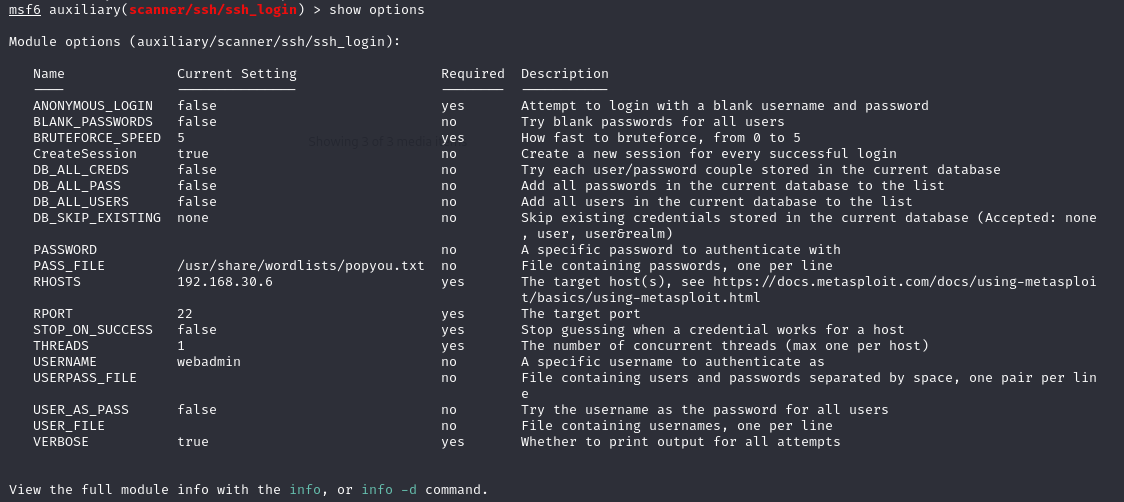 msf6 auxiliary(scanner/ssh/ssh_login) > show options
Module options (auxiliary/scanner/ssh/ssh_login):
Name Current Setting Required Description
ANONYMOUS_LOGIN false yes Attempt to login with a blank username and password
BLANK_PASSWORDS false no Try blank passwords for all users
BRUTEFORCE_SPEED 5 yes How fast to bruteforce, from 0 to 5
CreateSession true no Create a new session for every successful login
DB_ALL_CREDS false no Try each user/password couple stored in the current database
DB_ALL_PASS false no Add all passwords in the current database to the list
DB_ALL_USERS false no Add all users in the current database to the list
DB_SKIP_EXISTING none no Skip existing credentials stored in the current database (Accepted: none
, user, user&realm)
PASSWORD no A specific password to authenticate with
PASS_FILE /usr/share/wordlists/popyou.txt no File containing passwords, one per line
RHOSTS 192.168.30.6 yes The target host(s), see https://docs.metasploit.com/docs/using-metasploi
t/basics/using-metasploit.html
RPORT 22 yes The target port
STOP_ON_SUCCESS false yes Stop guessing when a credential works for a host
THREADS 1 yes The number of concurrent threads (max one per host)
USERNAME webadmin no A specific username to authenticate as
USERPASS_FILE no File containing users and passwords separated by space, one pair per lin
e
USER_AS_PASS false no Try the username as the password for all users
USER_FILE no File containing usernames, one per line
VERBOSE true yes Whether to print output for all attempts
View the full module info with the info, or info -d command.